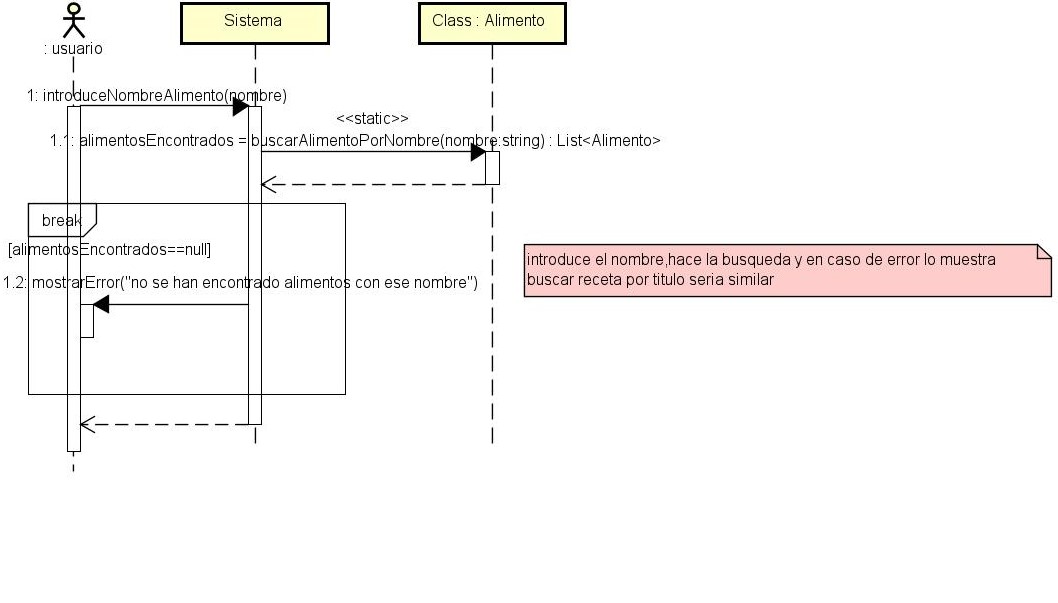 Sistema
Class : Alimento
: usuario
1: introduceNombreAlimento(nombre)
<<static>>
1.1: alimentosEncontrados = buscarAlimentoPorNombre(nombre:string) : List<Alimento>
break
[alimentosEncontrados==null]
1.2: mostrarError("no se han encontrado alimentos con ese nombre")
introduce el nombre,hace la busqueda y en caso de error lo muestra
buscar receta por titulo seria similar